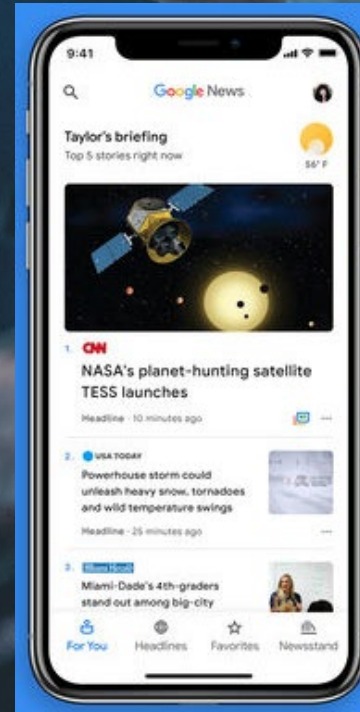 9:41
Google News
Taylor's briefing
Top 5 stories right now
56° F
1. CNN
NASA's planet-hunting satellite
TESS launches
Headline · 10 minutes ago
2. USA TODAY
Powerhouse storm could
unleash heavy snow, tornadoes
and wild temperature swings
Headline · 25 minutes ago
3. Miami Herald
Miami-Dade's 4th-graders
stand out among big-city
For You
Headlines
Favorites
Newsstand